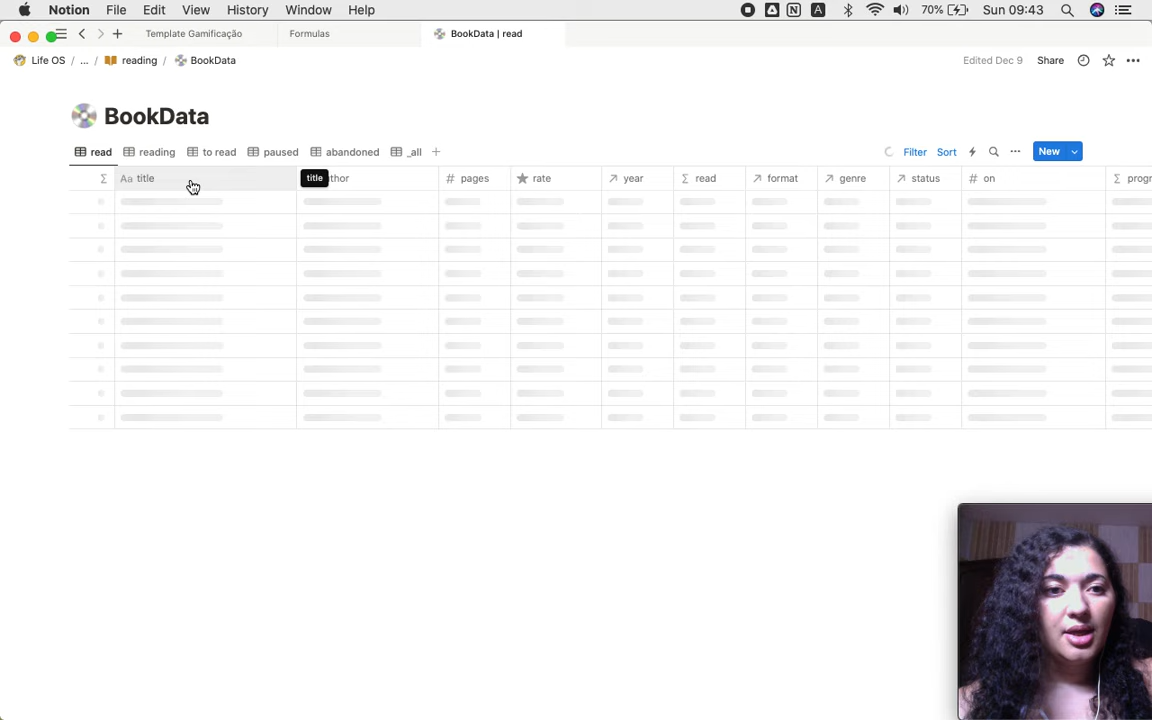 Notion File Edit View History Window Help 70% Sun 09:43
Template Gamificação Formulas BookData | read
Life OS / ... / reading / BookData Edited Dec 9 Share
BookData
read reading to read paused abandoned _all + Filter Sort New
Σ Aa title title thor # pages rate year Σ read format genre status # on Σ progr